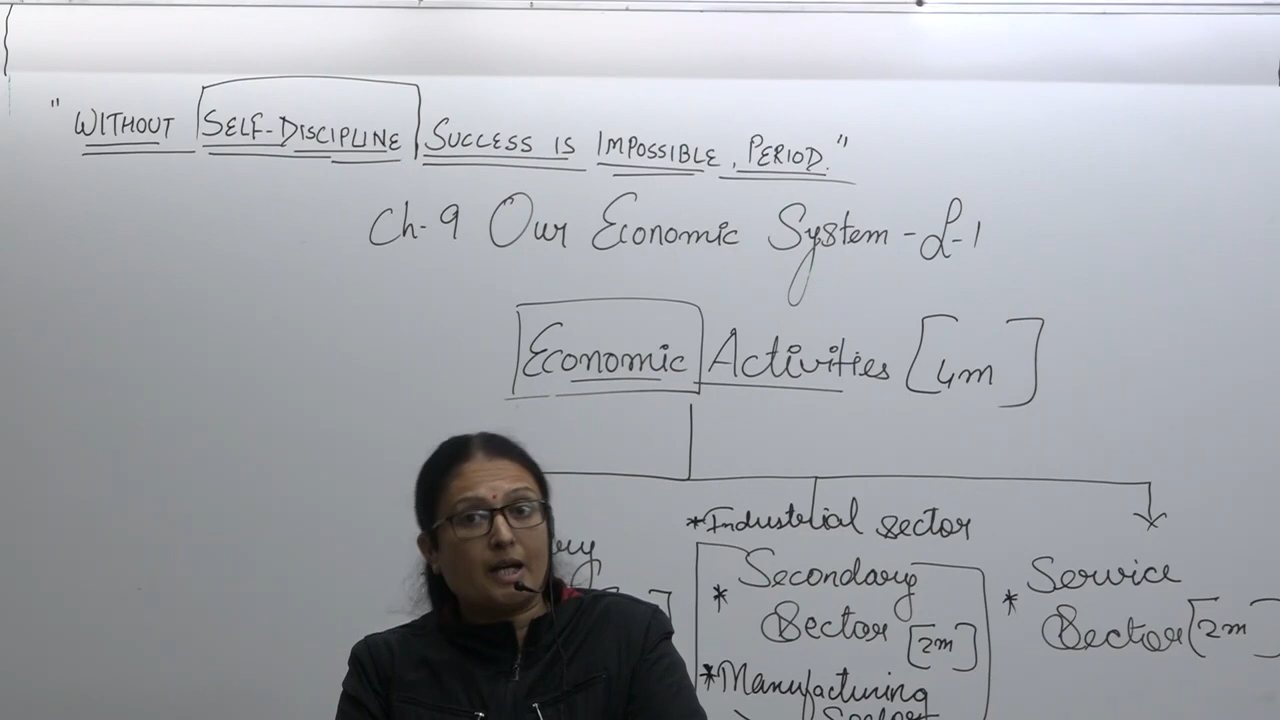 "WITHOUT SELF-DISCIPLINE SUCCESS IS IMPOSSIBLE, PERIOD."
Ch-9 Our Economic System - L-1
Economic Activities [4m]
*Industrial sector
* Secondary
Sector [2m]
*Manufacturing
Sector
* Service
Sector [2m]